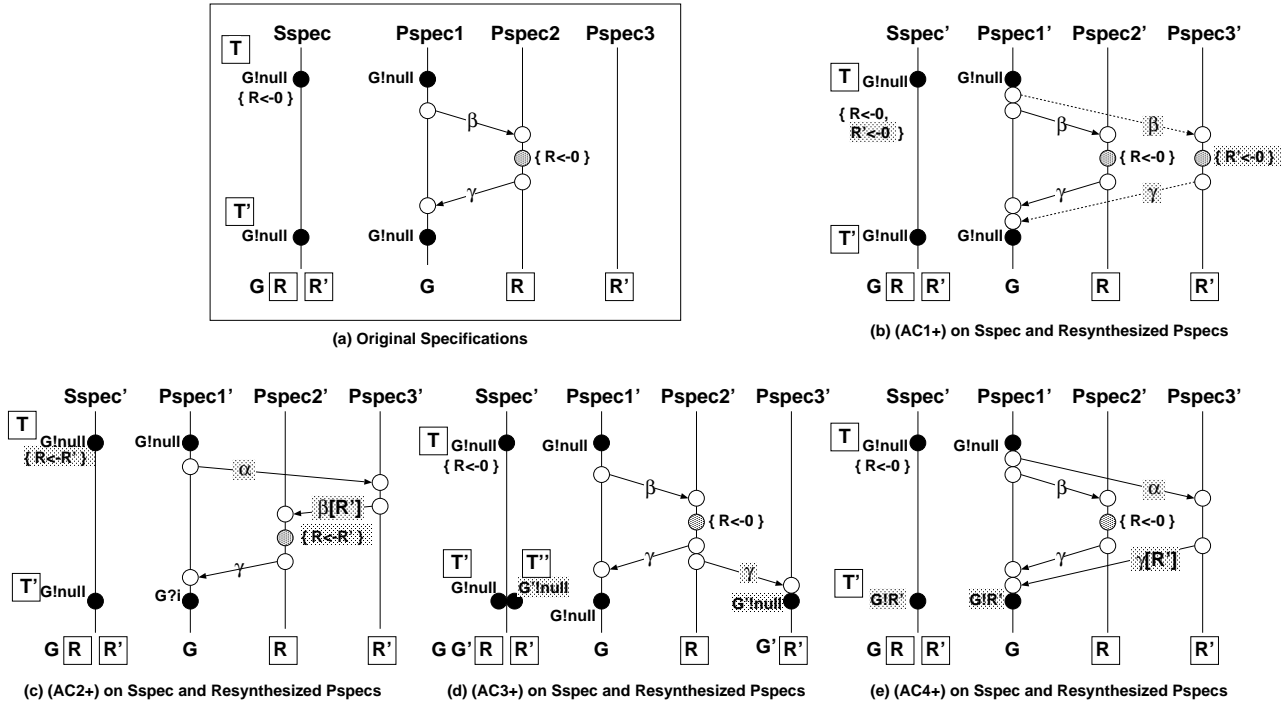 Sspec Pspec1 Pspec2 Pspec3
T
G!null G!null
{ R<-0 }
β
{ R<-0 }
γ
T'
G!null G!null
G R R' G R R'
(a) Original Specifications
Sspec' Pspec1' Pspec2' Pspec3'
T G!null G!null
{ R<-0,
R'<-0 }
β β
{ R<-0 } { R'<-0 }
γ γ
T' G!null G!null
G R R' G R R'
(b) (AC1+) on Sspec and Resynthesized Pspecs
Sspec' Pspec1' Pspec2' Pspec3'
T
G!null G!null
{ R<-R' }
α
β[R']
{ R<-R' }
γ
T' G!null G?i
G R R' G R R'
(c) (AC2+) on Sspec and Resynthesized Pspecs
Sspec' Pspec1' Pspec2' Pspec3'
T G!null G!null
{ R<-0 }
β
{ R<-0 }
T' T'' γ γ
G!null G'!null G'!null
G!null
G G' R R' G R G' R'
(d) (AC3+) on Sspec and Resynthesized Pspecs
Sspec' Pspec1' Pspec2' Pspec3'
T
G!null G!null
{ R<-0 }
α
β
{ R<-0 }
γ γ[R']
T'
G!R' G!R'
G R R' G R R'
(e) (AC4+) on Sspec and Resynthesized Pspecs